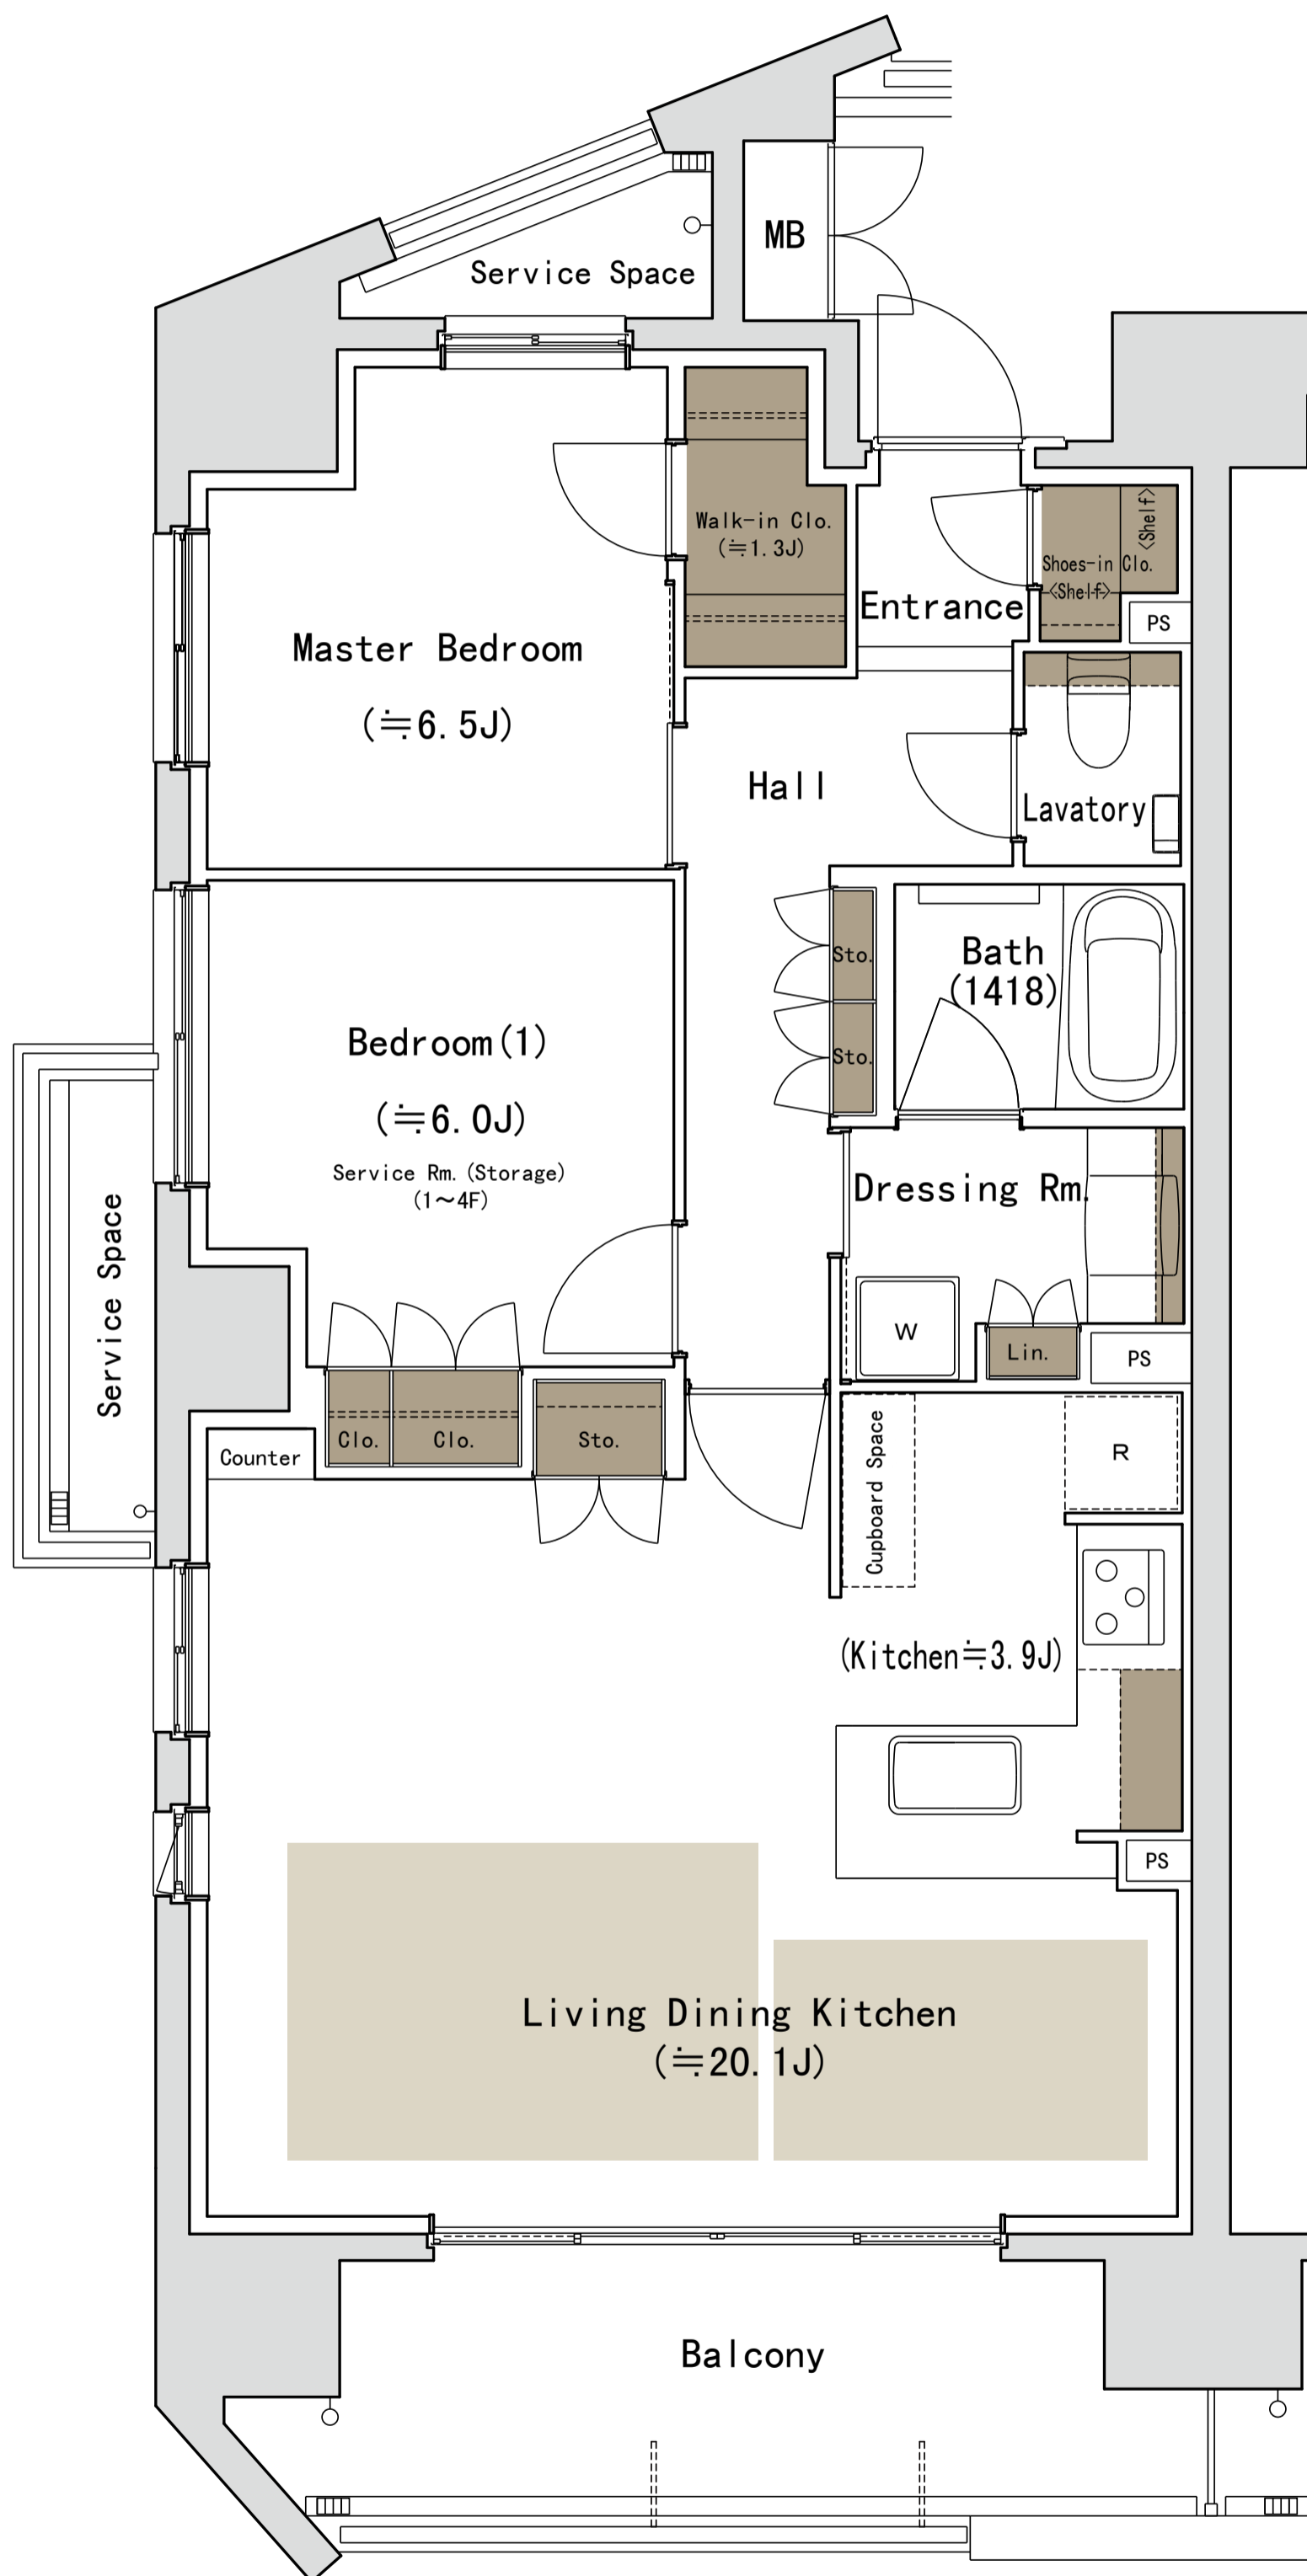 MB
Service Space
Walk-in Clo.
(≒1.3J)
<Shelf>
Shoes-in Clo.
<Shelf>
Entrance
PS
Master Bedroom
(≒6.5J)
Hall
Lavatory
Sto.
Bath
(1418)
Bedroom(1)
(≒6.0J)
Sto.
Service Rm.(Storage)
(1～4F)
Dressing Rm.
Service Space
W
Lin.
PS
Clo.
Clo.
Sto.
Counter
Cupboard Space
R
(Kitchen≒3.9J)
PS
Living Dining Kitchen
(≒20.1J)
Balcony